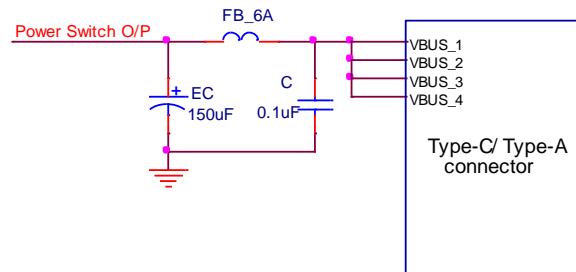 FB_6A
Power Switch O/P
VBUS_1
VBUS_2
VBUS_3
VBUS_4
+
EC
150uF
C
0.1uF
Type-C/ Type-A
connector